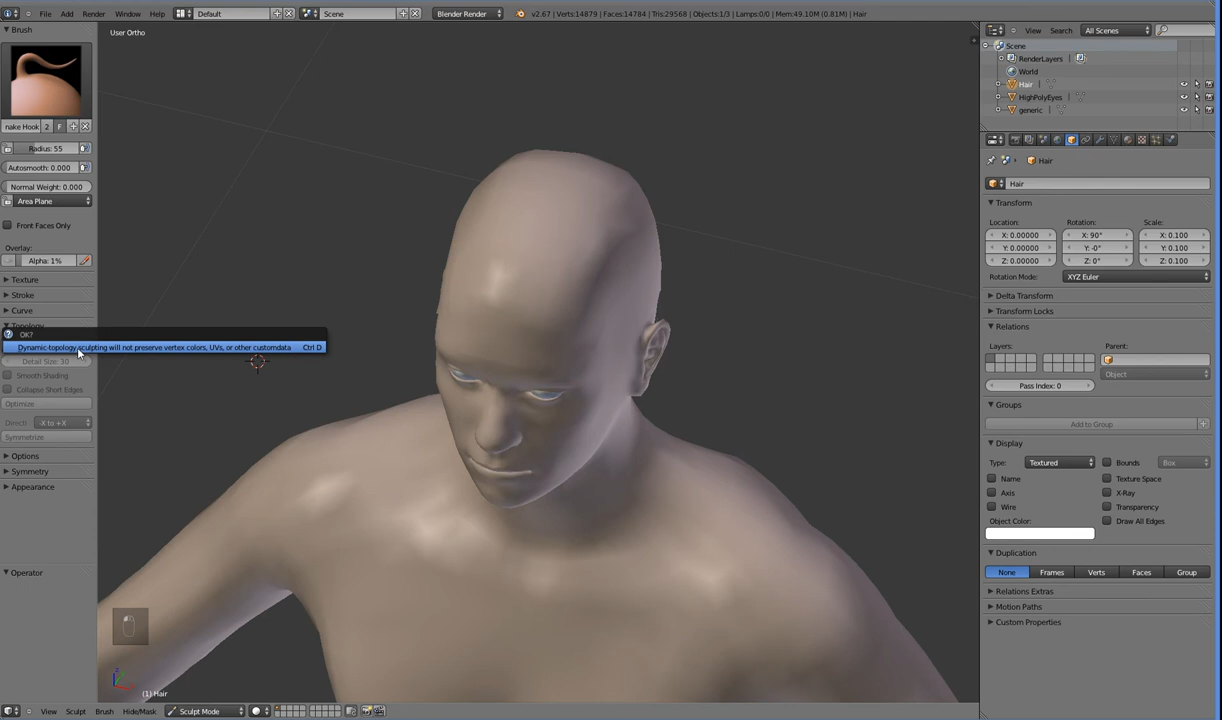 File Add Render Window Help Default Scene Blender Render v2.67 | Verts:14879 | Faces:14784 | Tris:29568 | Objects:1/3 | Lamps:0/0 | Mem:49.10M (0.81M) | Hair
Brush
nake Hook 2 F
Radius: 55
Autosmooth: 0.000
Normal Weight: 0.000
Area Plane
Front Faces Only
Overlay:
Alpha: 1%
Texture
Stroke
Curve
Topology
OK?
Dynamic-topology sculpting will not preserve vertex colors, UVs, or other customdata Ctrl D
Detail Size: 30
Smooth Shading
Collapse Short Edges
Optimize
Directi -X to +X
Symmetrize
Options
Symmetry
Appearance
Operator
User Ortho
(1) Hair
View Sculpt Brush Hide/Mask Sculpt Mode
View Search All Scenes
Scene
RenderLayers
World
Hair
HighPolyEyes
generic
Hair
Hair
Transform
Location: Rotation: Scale:
X: 0.00000 X: 90° X: 0.100
Y: 0.00000 Y: -0° Y: 0.100
Z: 0.00000 Z: 0° Z: 0.100
Rotation Mode: XYZ Euler
Delta Transform
Transform Locks
Relations
Layers: Parent:
Object
Pass Index: 0
Groups
Add to Group
Display
Type: Textured Bounds Box
Name Texture Space
Axis X-Ray
Wire Transparency
Object Color: Draw All Edges
Duplication
None Frames Verts Faces Group
Relations Extras
Motion Paths
Custom Properties